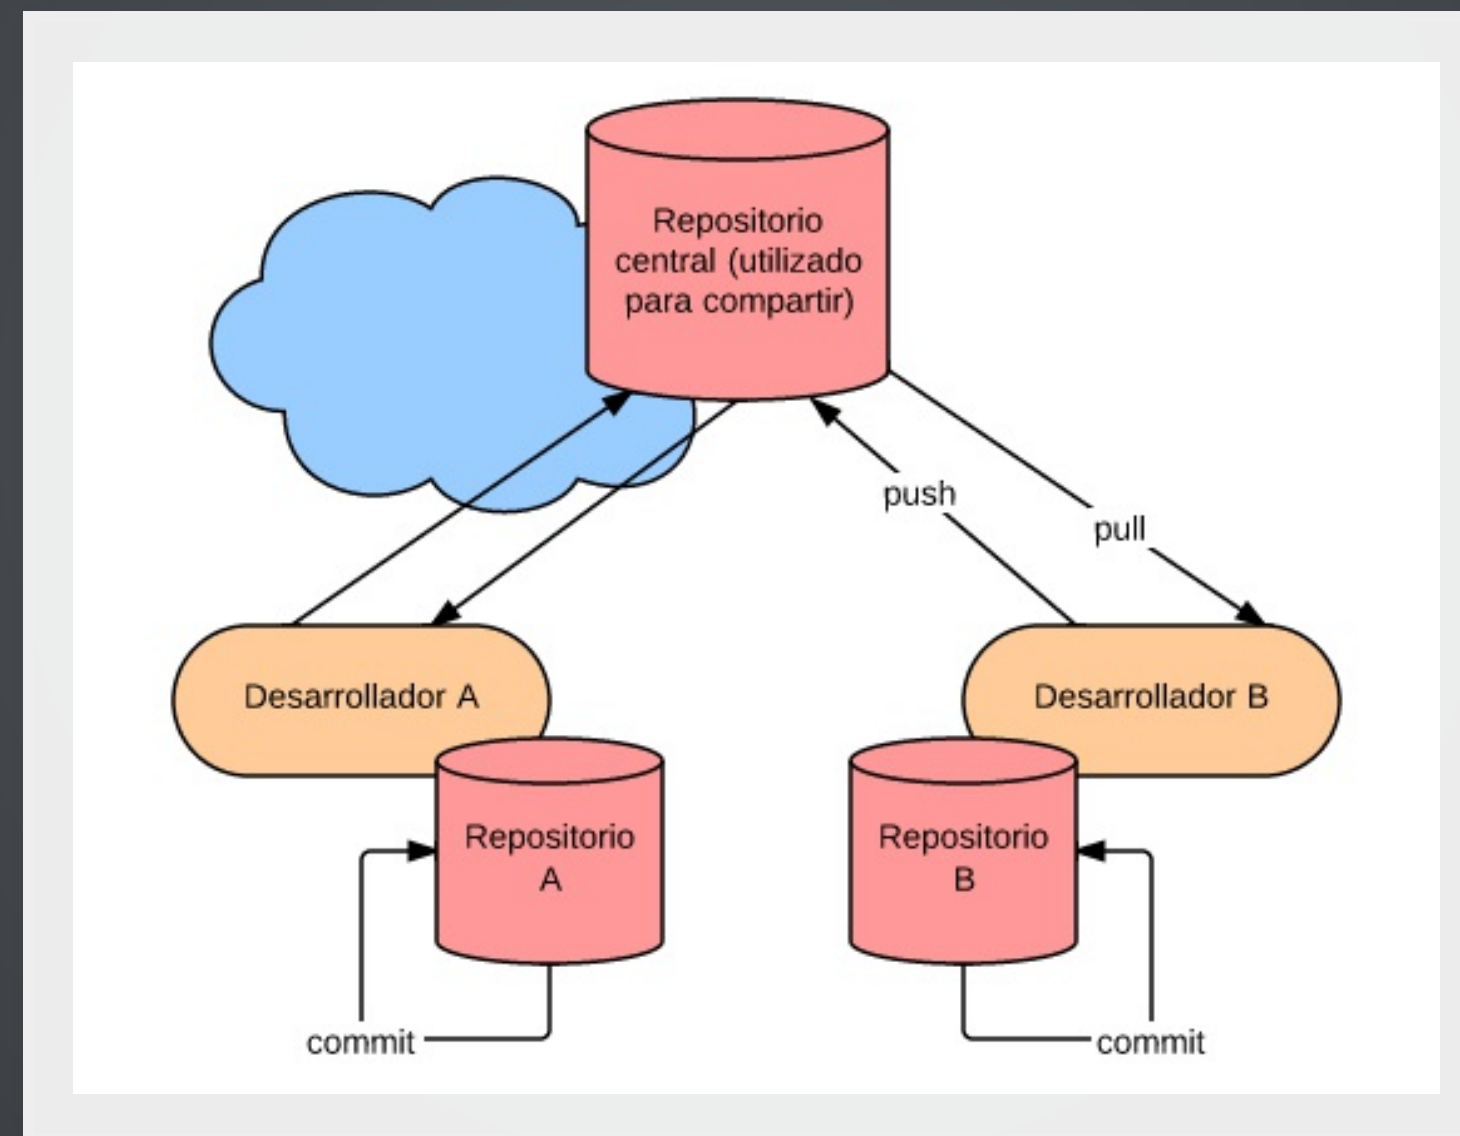 Repositorio
central (utilizado
para compartir)
push
pull
Desarrollador A
Desarrollador B
Repositorio
A
Repositorio
B
commit
commit